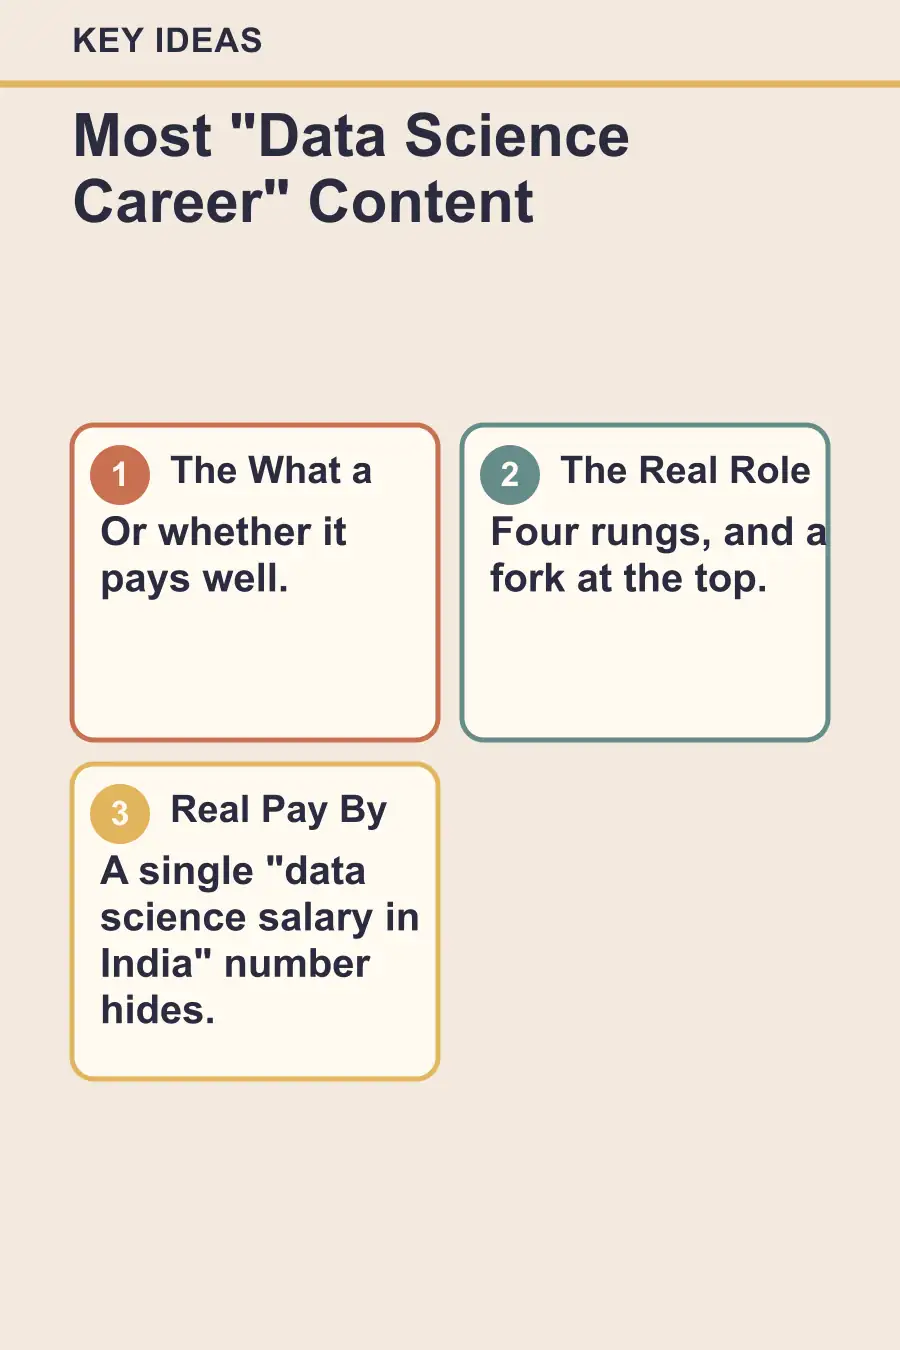 KEY IDEAS
Most "Data Science
Career" Content
1 The What a
Or whether it
pays well.
2 The Real Role
Four rungs, and a
fork at the top.
3 Real Pay By
A single "data
science salary in
India" number
hides.